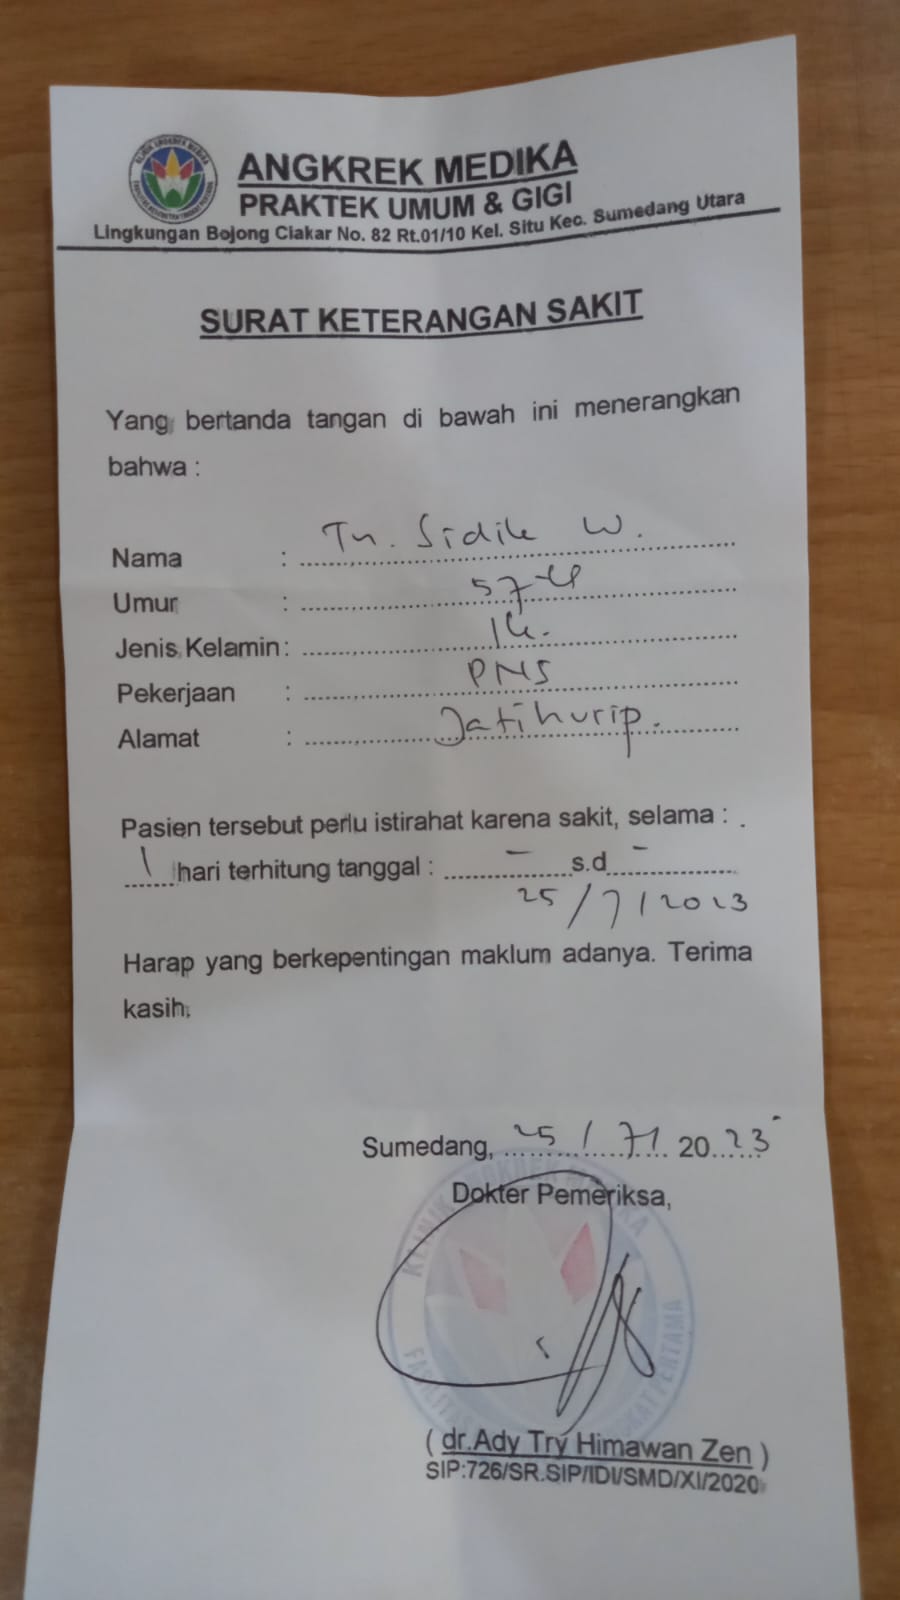 ANGKREK MEDIKA
PRAKTEK UMUM & GIGI
Lingkungan Bojong Ciakar No. 82 Rt.01/10 Kel. Situ Kec. Sumedang Utara
SURAT KETERANGAN SAKIT
Yang bertanda tangan di bawah ini menerangkan
bahwa :
Nama : Tn. Sidik W.
Umur : 57 th
Jenis Kelamin: lk.
Pekerjaan : PNS
Alamat : Jatihurip.
Pasien tersebut perlu istirahat karena sakit, selama :
1 hari terhitung tanggal : - s.d -
25/7/2023
Harap yang berkepentingan maklum adanya. Terima
kasih.
Sumedang, 25/7/ 2023
Dokter Pemeriksa,
KLINIK ANGKREK MEDIKA
( dr.Ady Try Himawan Zen )
SIP:726/SR.SIP/IDI/SMD/XI/2020